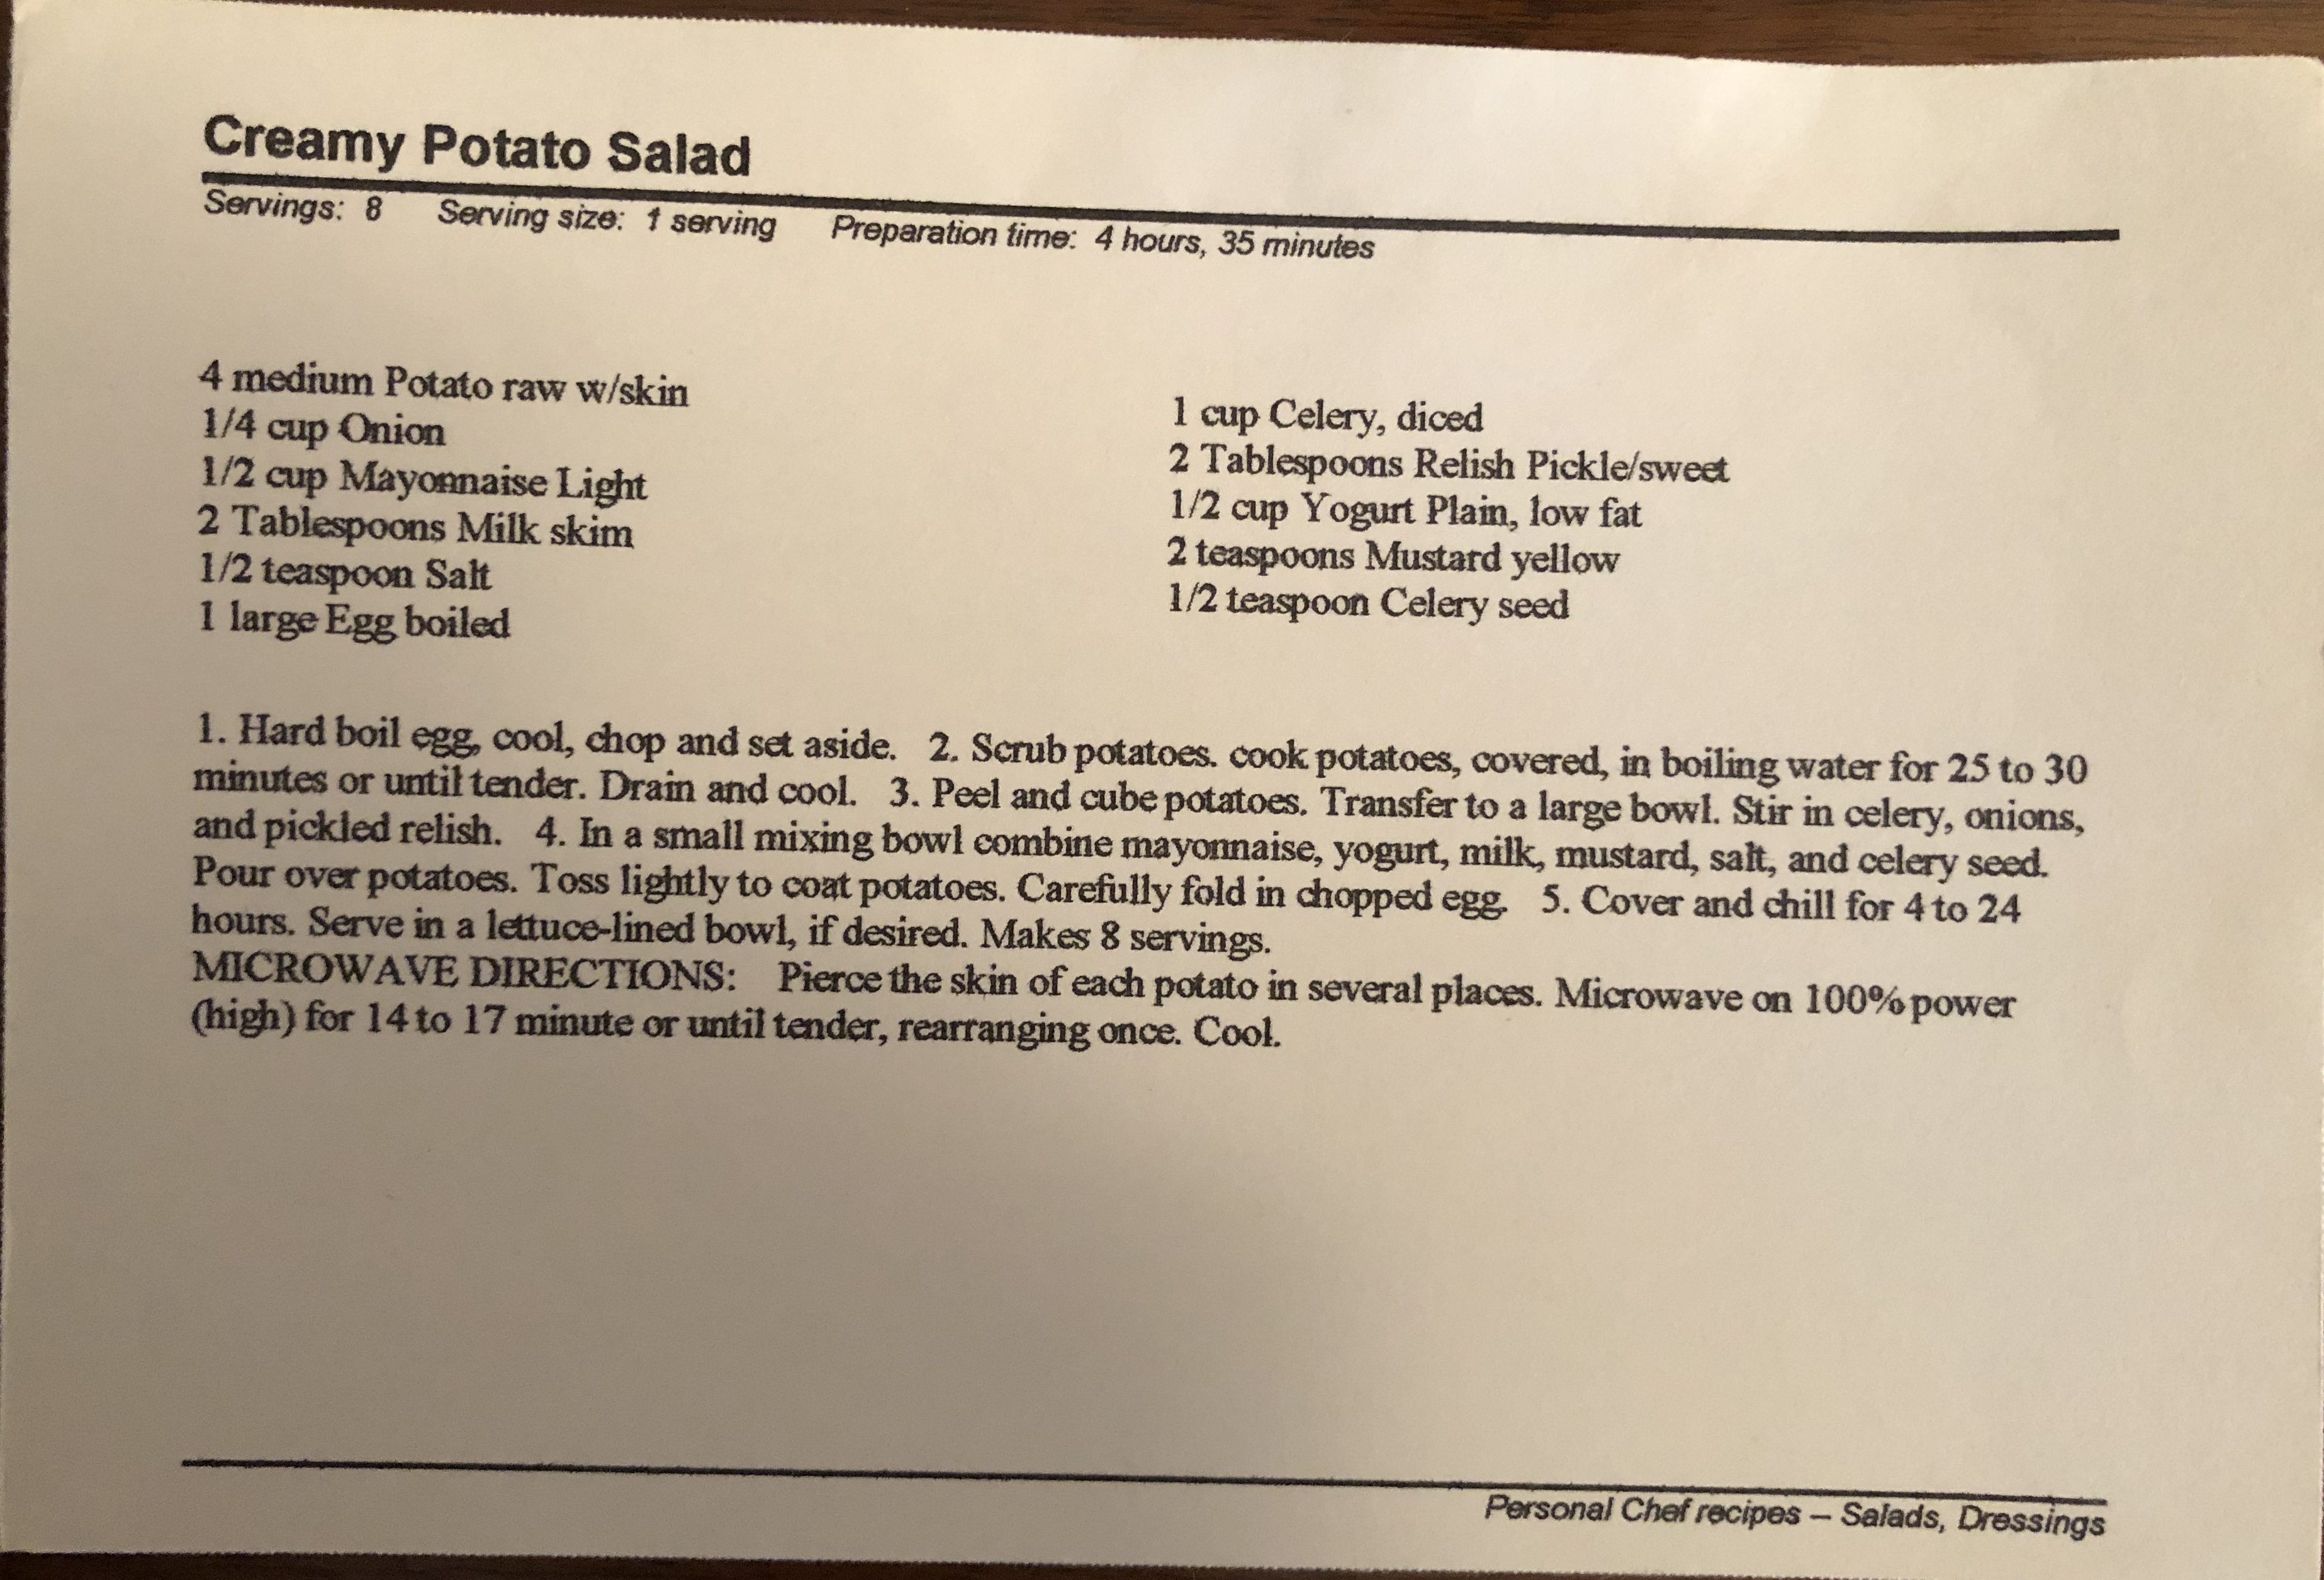 Creamy Potato Salad
Servings: 8 Serving size: 1 serving Preparation time: 4 hours, 35 minutes
4 medium Potato raw w/skin
1/4 cup Onion
1/2 cup Mayonnaise Light
2 Tablespoons Milk skim
1/2 teaspoon Salt
1 large Egg boiled
1 cup Celery, diced
2 Tablespoons Relish Pickle/sweet
1/2 cup Yogurt Plain, low fat
2 teaspoons Mustard yellow
1/2 teaspoon Celery seed
1. Hard boil egg, cool, chop and set aside. 2. Scrub potatoes. cook potatoes, covered, in boiling water for 25 to 30
minutes or until tender. Drain and cool. 3. Peel and cube potatoes. Transfer to a large bowl. Stir in celery, onions,
and pickled relish. 4. In a small mixing bowl combine mayonnaise, yogurt, milk, mustard, salt, and celery seed.
Pour over potatoes. Toss lightly to coat potatoes. Carefully fold in chopped egg. 5. Cover and chill for 4 to 24
hours. Serve in a lettuce-lined bowl, if desired. Makes 8 servings.
MICROWAVE DIRECTIONS: Pierce the skin of each potato in several places. Microwave on 100% power
(high) for 14 to 17 minute or until tender, rearranging once. Cool.
Personal Chef recipes – Salads, Dressings